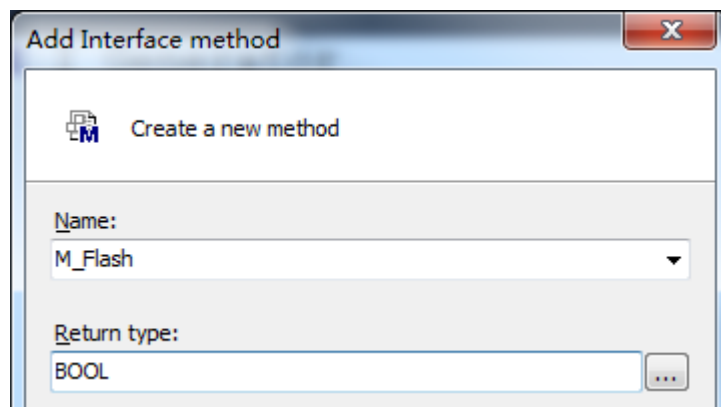 Add Interface method
Create a new method
Name:
M_Flash
Return type:
BOOL
...